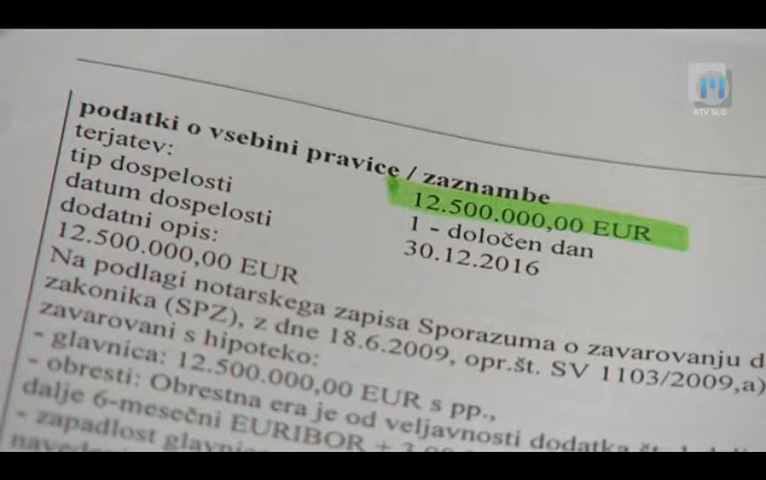 RTV SLO
podatki o vsebini pravice / zaznambe
terjatev: 12.500.000,00 EUR
tip dospelosti 1 - določen dan
datum dospelosti 30.12.2016
dodatni opis:
12.500.000,00 EUR
Na podlagi notarskega zapisa Sporazuma o zavarovanju d
zakonika (SPZ), z dne 18.6.2009, opr.št. SV 1103/2009,a)
zavarovani s hipoteko:
- glavnica: 12.500.000,00 EUR s pp.,
- obresti: Obrestna era je od veljavnosti dodatka št. 1
dalje 6-mesečni EURIBOR +
- zapadlost